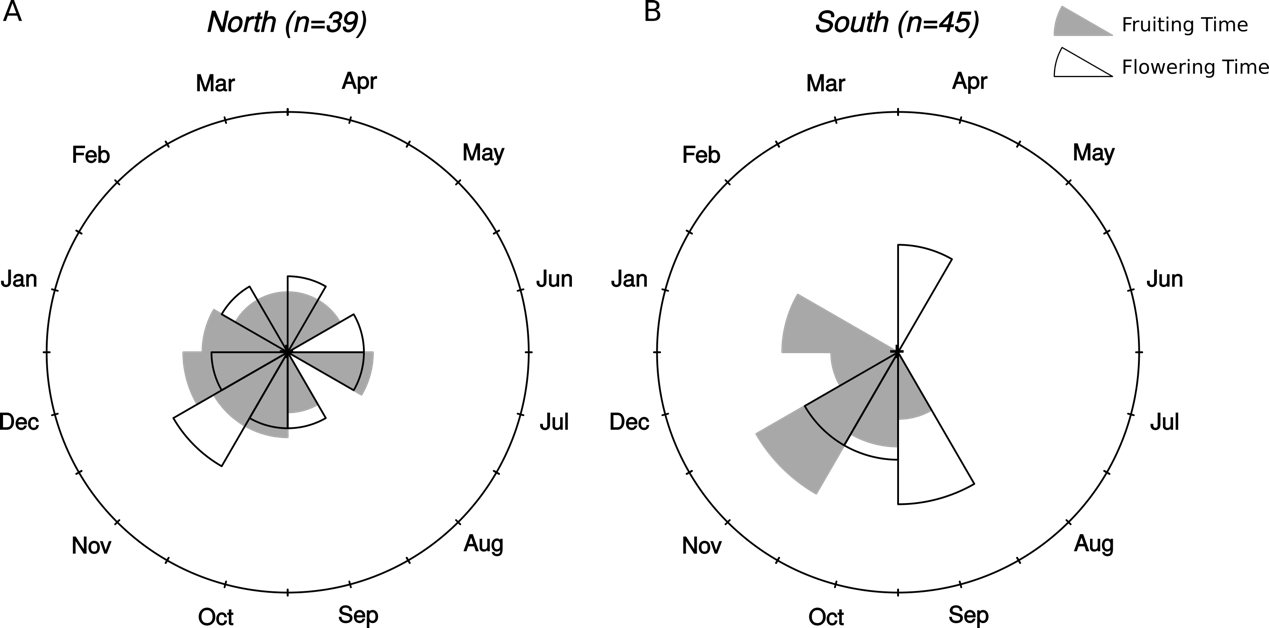 A
North (n=39)
B
South (n=45)
Fruiting Time
Flowering Time
Mar
Apr
Feb
May
Jan
Jun
Dec
Jul
Nov
Aug
Oct
Sep
Mar
Apr
Feb
May
Jan
Jun
Dec
Jul
Nov
Aug
Oct
Sep